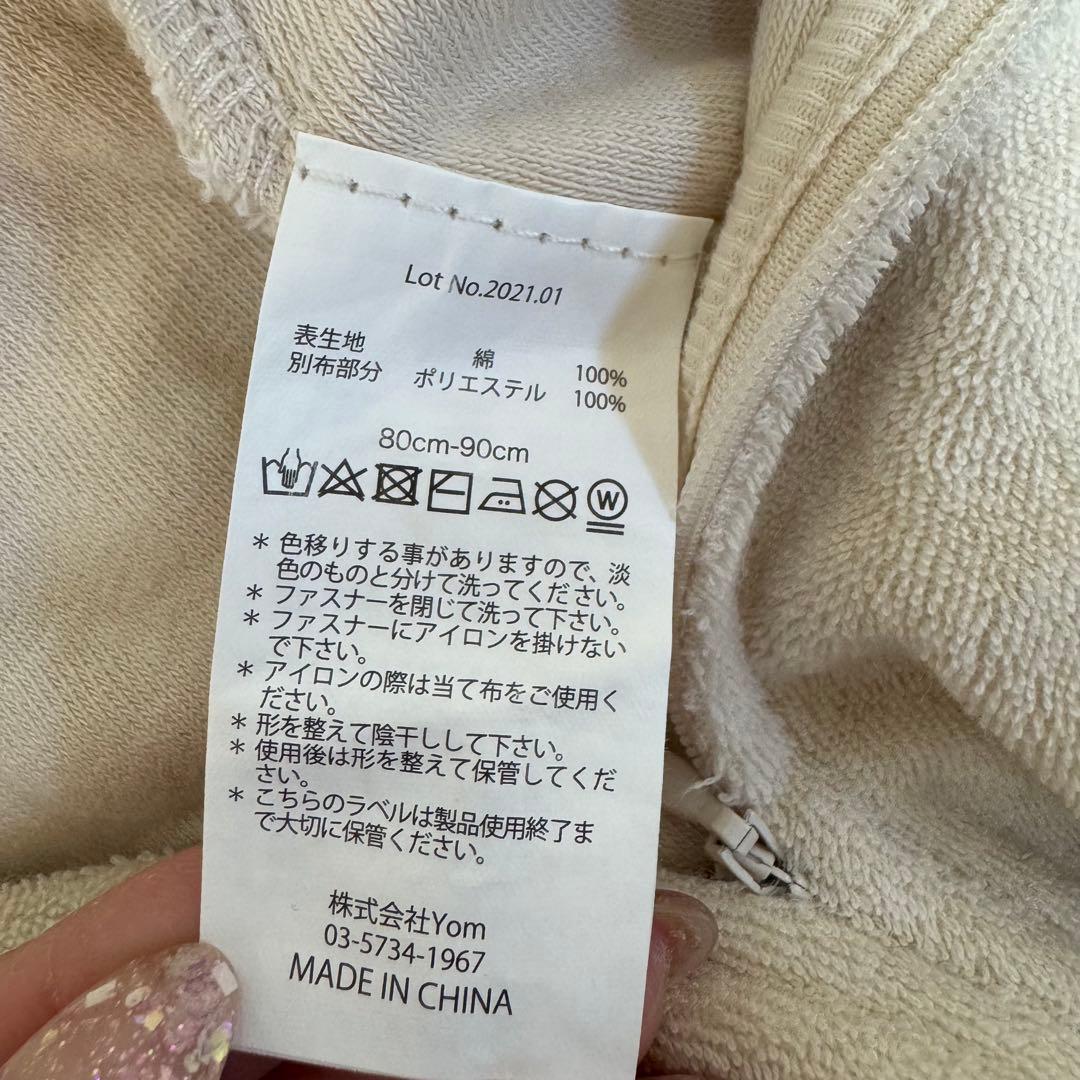 Lot No.2021.01
表生地 綿 100%
別布部分 ポリエステル 100%
80cm-90cm
W
* 色移りする事がありますので、淡
色のものと分けて洗ってください。
* ファスナーを閉じて洗って下さい。
* ファスナーにアイロンを掛けない
で下さい。
* アイロンの際は当て布をご使用く
ださい。
* 形を整えて陰干しして下さい。
* 使用後は形を整えて保管してくだ
さい。
* こちらのラベルは製品使用終了ま
で大切に保管ください。
株式会社Yom
03-5734-1967
MADE IN CHINA